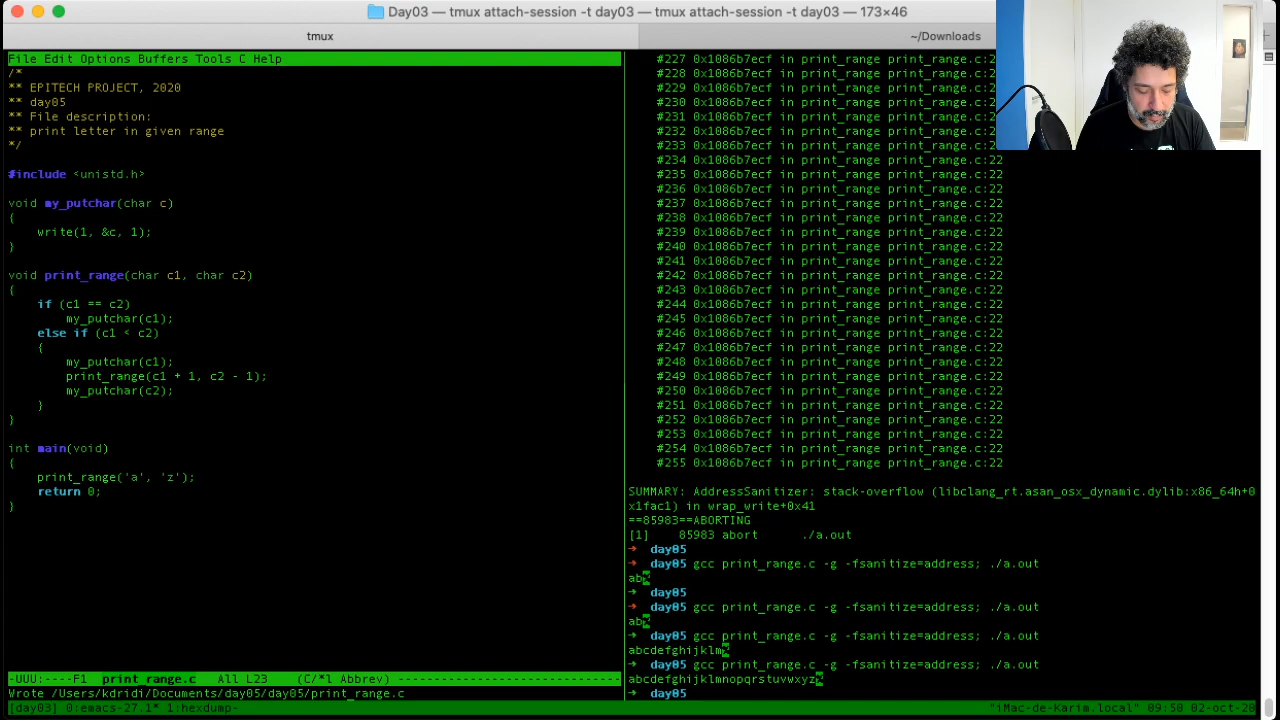 Day03 — tmux attach-session -t day03 — tmux attach-session -t day03 — 173×46
tmux
~/Downloads
File Edit Options Buffers Tools C Help
/*
** EPITECH PROJECT, 2020
** day05
** File description:
** print letter in given range
*/
#include <unistd.h>
void my_putchar(char c)
{
write(1, &c, 1);
}
void print_range(char c1, char c2)
{
if (c1 == c2)
my_putchar(c1);
else if (c1 < c2)
{
my_putchar(c1);
print_range(c1 + 1, c2 - 1);
my_putchar(c2);
}
}
int main(void)
{
print_range('a', 'z');
return 0;
}
-UUU:----F1  print_range.c   All L23    (C/*l Abbrev) -----------------------------
Wrote /Users/kdridi/Documents/day05/day05/print_range.c
#227 0x1086b7ecf in print_range print_range.c:2
#228 0x1086b7ecf in print_range print_range.c:2
#229 0x1086b7ecf in print_range print_range.c:2
#230 0x1086b7ecf in print_range print_range.c:2
#231 0x1086b7ecf in print_range print_range.c:2
#232 0x1086b7ecf in print_range print_range.c:2
#233 0x1086b7ecf in print_range print_range.c:2
#234 0x1086b7ecf in print_range print_range.c:22
#235 0x1086b7ecf in print_range print_range.c:22
#236 0x1086b7ecf in print_range print_range.c:22
#237 0x1086b7ecf in print_range print_range.c:22
#238 0x1086b7ecf in print_range print_range.c:22
#239 0x1086b7ecf in print_range print_range.c:22
#240 0x1086b7ecf in print_range print_range.c:22
#241 0x1086b7ecf in print_range print_range.c:22
#242 0x1086b7ecf in print_range print_range.c:22
#243 0x1086b7ecf in print_range print_range.c:22
#244 0x1086b7ecf in print_range print_range.c:22
#245 0x1086b7ecf in print_range print_range.c:22
#246 0x1086b7ecf in print_range print_range.c:22
#247 0x1086b7ecf in print_range print_range.c:22
#248 0x1086b7ecf in print_range print_range.c:22
#249 0x1086b7ecf in print_range print_range.c:22
#250 0x1086b7ecf in print_range print_range.c:22
#251 0x1086b7ecf in print_range print_range.c:22
#252 0x1086b7ecf in print_range print_range.c:22
#253 0x1086b7ecf in print_range print_range.c:22
#254 0x1086b7ecf in print_range print_range.c:22
#255 0x1086b7ecf in print_range print_range.c:22
SUMMARY: AddressSanitizer: stack-overflow (libclang_rt.asan_osx_dynamic.dylib:x86_64h+0
x1fac1) in wrap_write+0x41
==85983==ABORTING
[1]    85983 abort      ./a.out
➜  day05
➜  day05 gcc print_range.c -g -fsanitize=address; ./a.out
ab%
➜  day05
➜  day05 gcc print_range.c -g -fsanitize=address; ./a.out
ab%
➜  day05 gcc print_range.c -g -fsanitize=address; ./a.out
abcdefghijklm%
➜  day05 gcc print_range.c -g -fsanitize=address; ./a.out
abcdefghijklmnopqrstuvwxyz%
➜  day05
[day03] 0:emacs-27.1* 1:hexdump-
"iMac-de-Karim.local" 09:50 02-oct-20